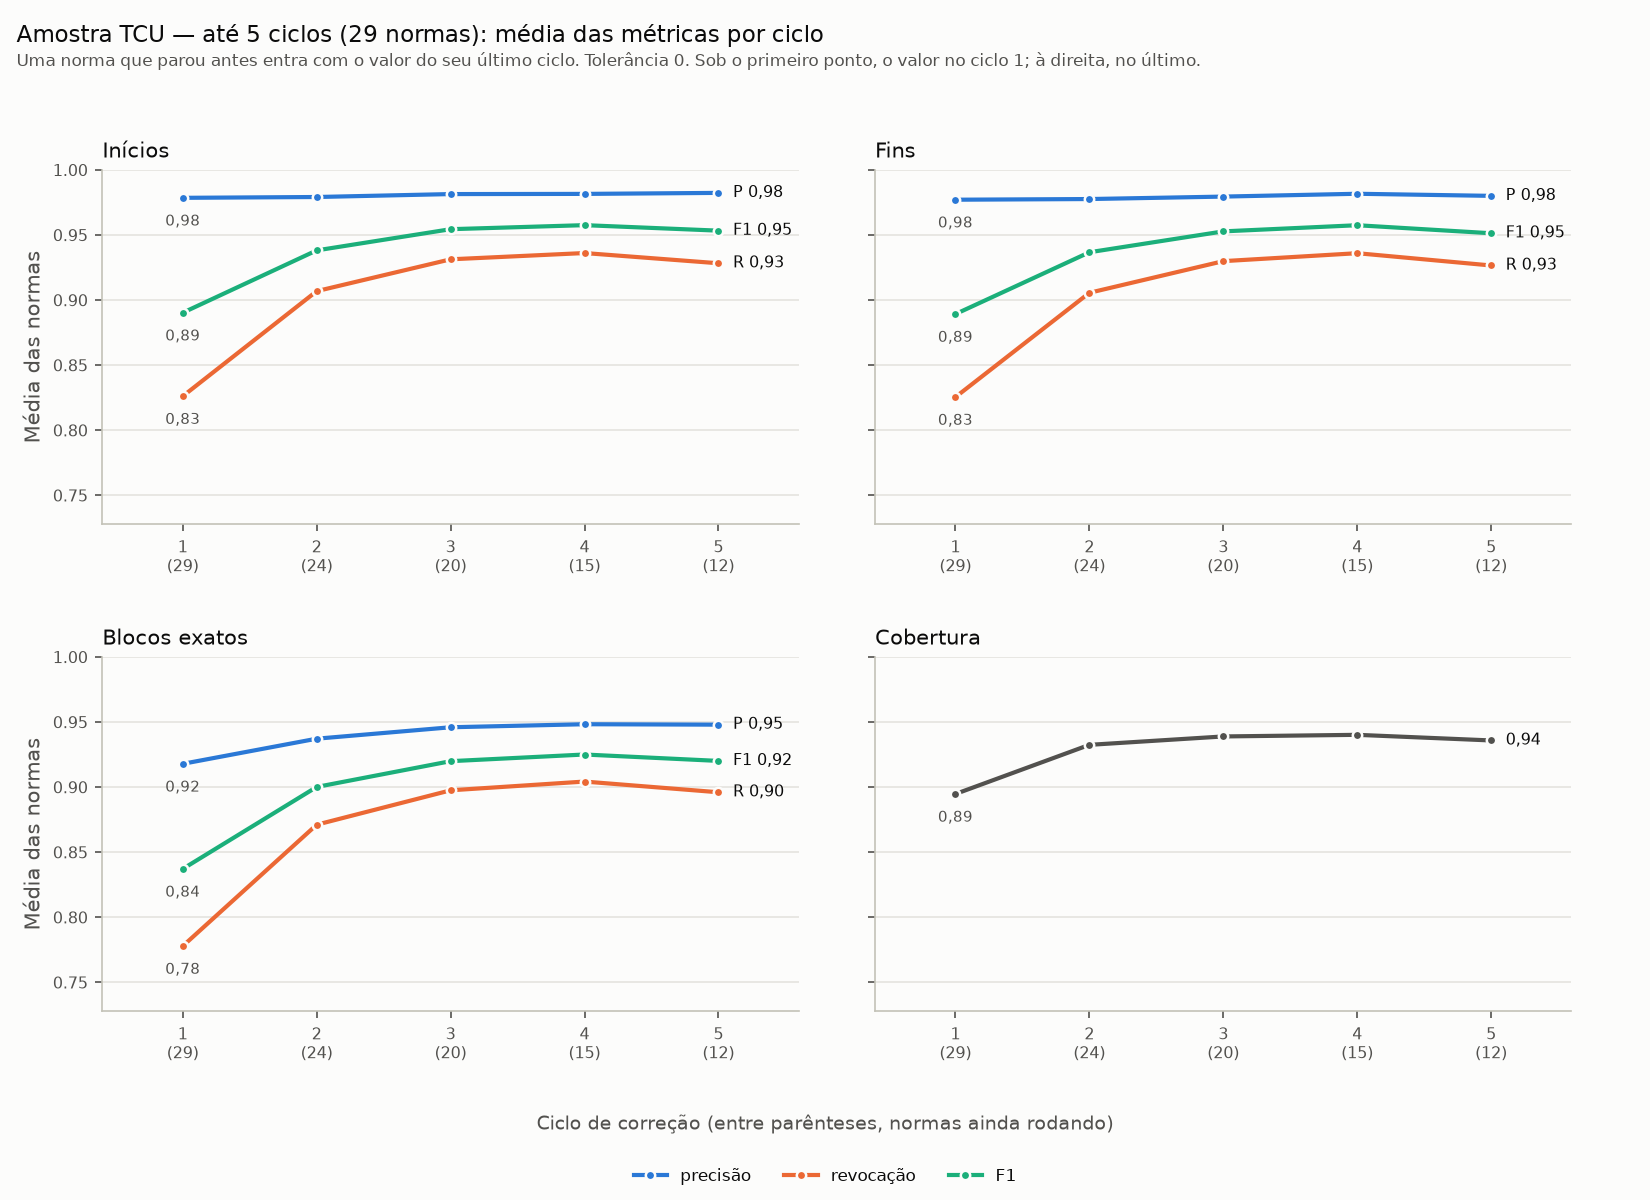 Amostra TCU — até 5 ciclos (29 normas): média das métricas por ciclo
Uma norma que parou antes entra com o valor do seu último ciclo. Tolerância 0. Sob o primeiro ponto, o valor no ciclo 1; à direita, no último.
Inícios
Média das normas
1.00
0.95
0.90
0.85
0.80
0.75
0,98
0,89
0,83
P 0,98
F1 0,95
R 0,93
1 2 3 4 5
(29) (24) (20) (15) (12)
Fins
0,98
0,89
0,83
P 0,98
F1 0,95
R 0,93
1 2 3 4 5
(29) (24) (20) (15) (12)
Blocos exatos
Média das normas
1.00
0.95
0.90
0.85
0.80
0.75
0,92
0,84
0,78
P 0,95
F1 0,92
R 0,90
1 2 3 4 5
(29) (24) (20) (15) (12)
Cobertura
0,89
0,94
1 2 3 4 5
(29) (24) (20) (15) (12)
Ciclo de correção (entre parênteses, normas ainda rodando)
precisão revocação F1